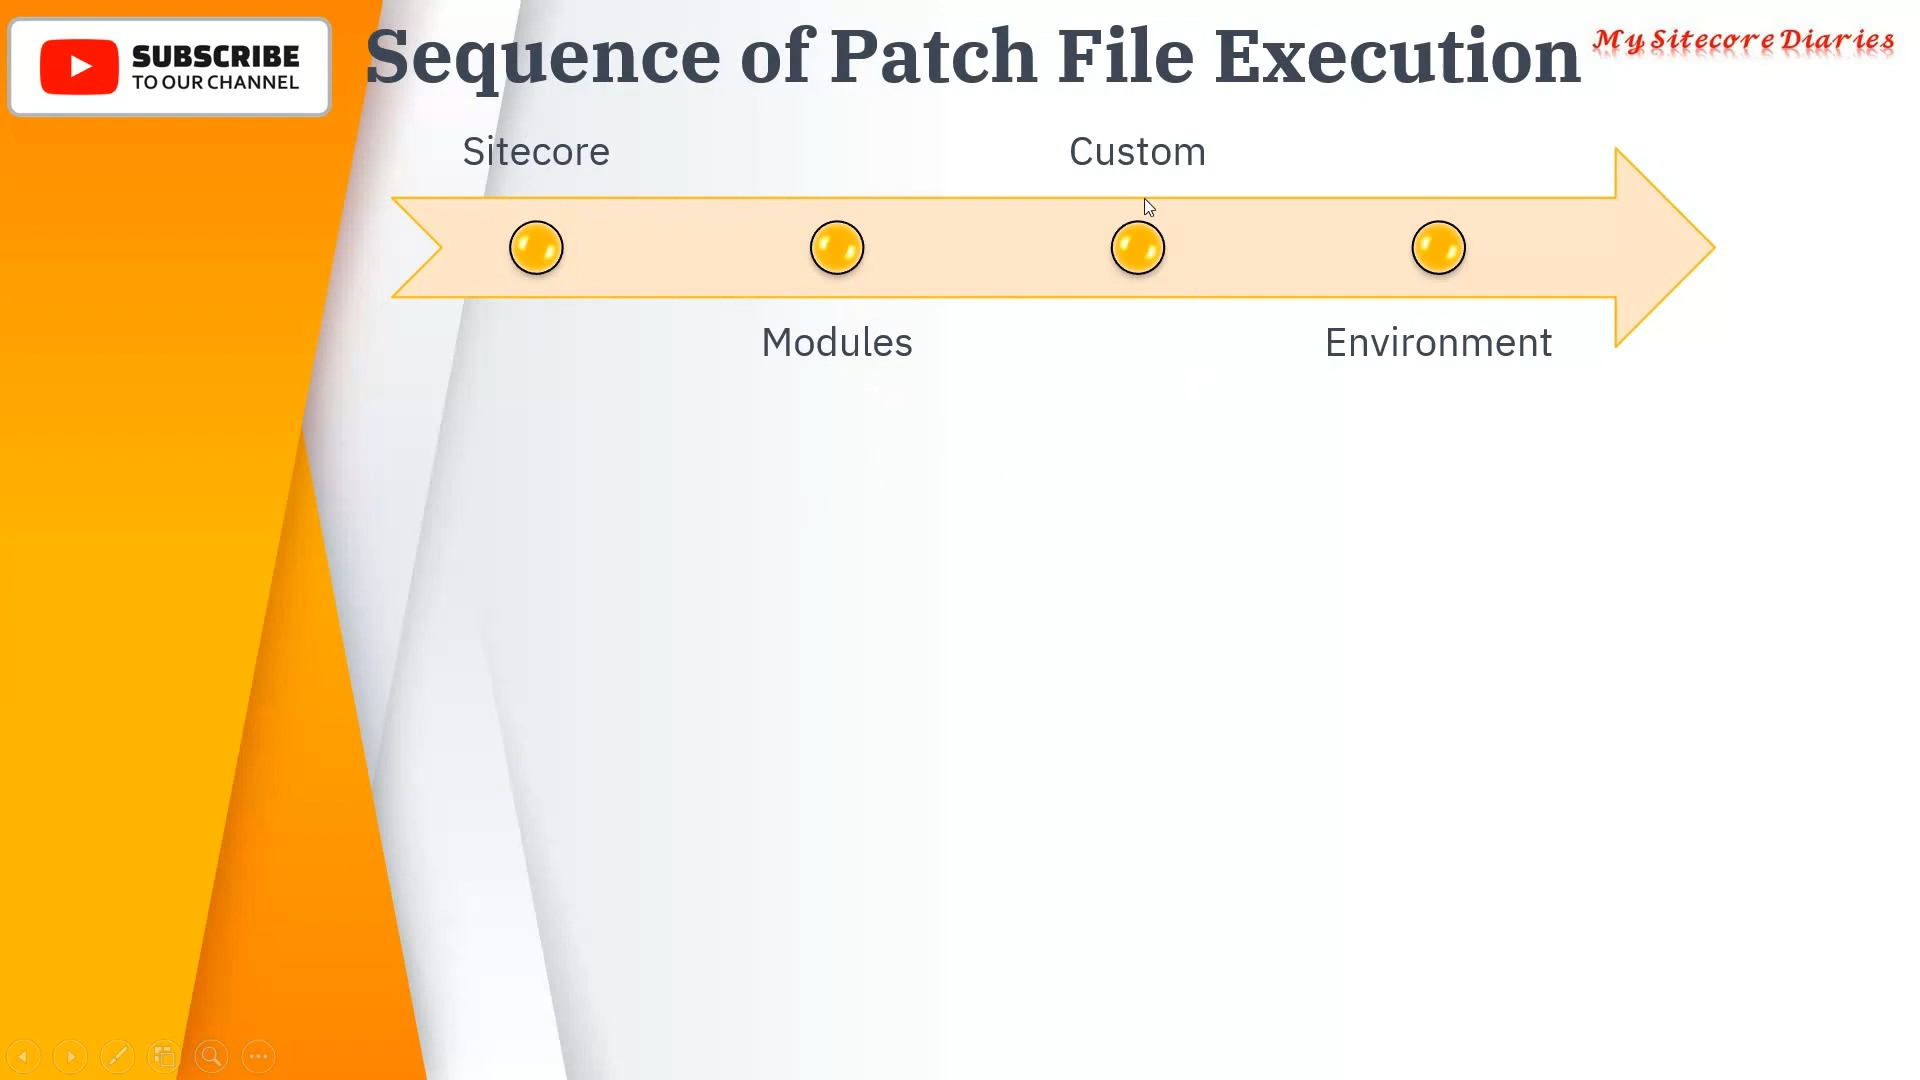 SUBSCRIBE
TO OUR CHANNEL
Sequence of Patch File Execution
My Sitecore Diaries
Sitecore
Custom
Modules
Environment